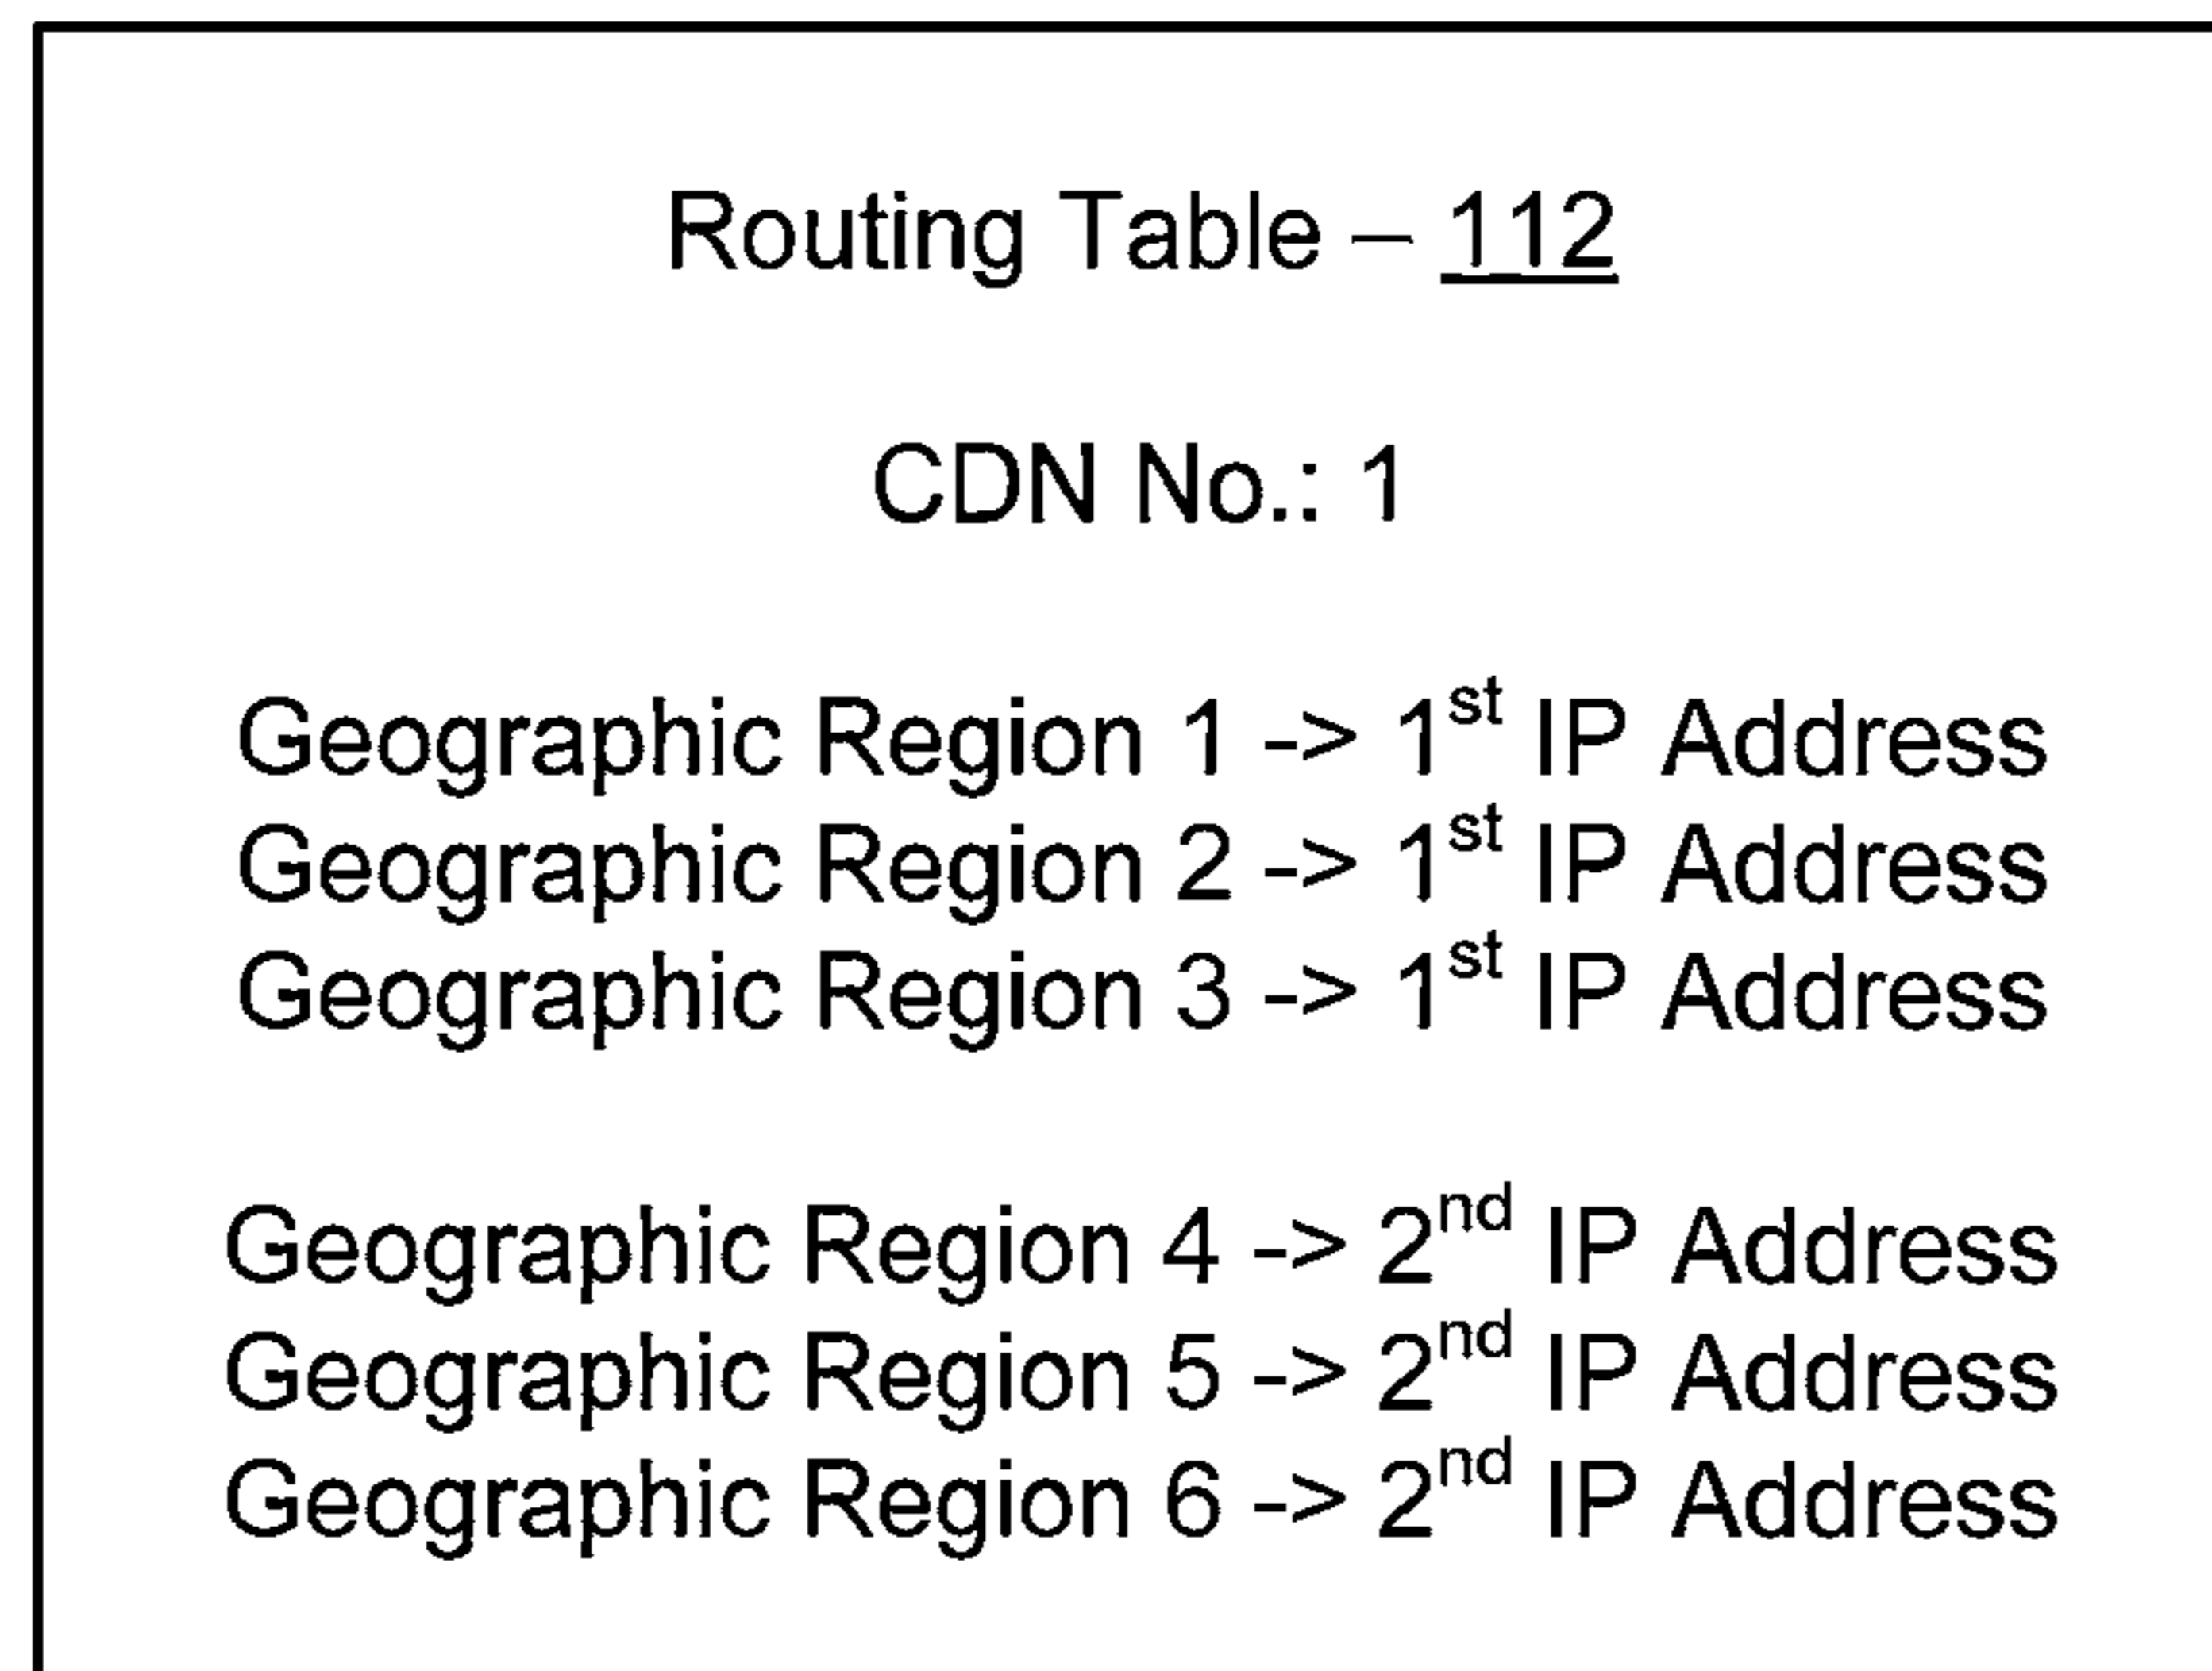 Routing Table – 112
CDN No.: 1
Geographic Region 1 -> 1st IP Address
Geographic Region 2 -> 1st IP Address
Geographic Region 3 -> 1st IP Address
Geographic Region 4 -> 2nd IP Address
Geographic Region 5 -> 2nd IP Address
Geographic Region 6 -> 2nd IP Address